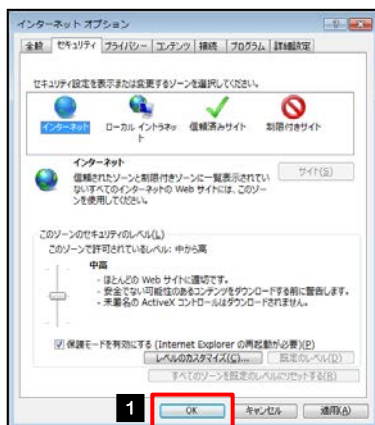 インターネット オプション
全般 セキュリティ プライバシー コンテンツ 接続 プログラム 詳細設定
セキュリティ設定を表示または変更するゾーンを選択してください。
インターネット ローカル イントラネッ 信頼済みサイト 制限付きサイト
ト
インターネット
サイト(S)
信頼されたゾーンと制限付きゾーンに一覧表示されてい
ないすべてのインターネットの Web サイトには、このゾー
ンを使用してください。
このゾーンのセキュリティのレベル(L)
このゾーンで許可されているレベル: 中から高
中高
- ほとんどの Web サイトに適切です。
- 安全でない可能性のあるコンテンツをダウンロードする前に警告します。
- 未署名の ActiveX コントロールはダウンロードされません。
保護モードを有効にする (Internet Explorer の再起動が必要)(P)
レベルのカスタマイズ(C)... 既定のレベル(D)
すべてのゾーンを既定のレベルにリセットする(R)
1 OK キャンセル 適用(A)